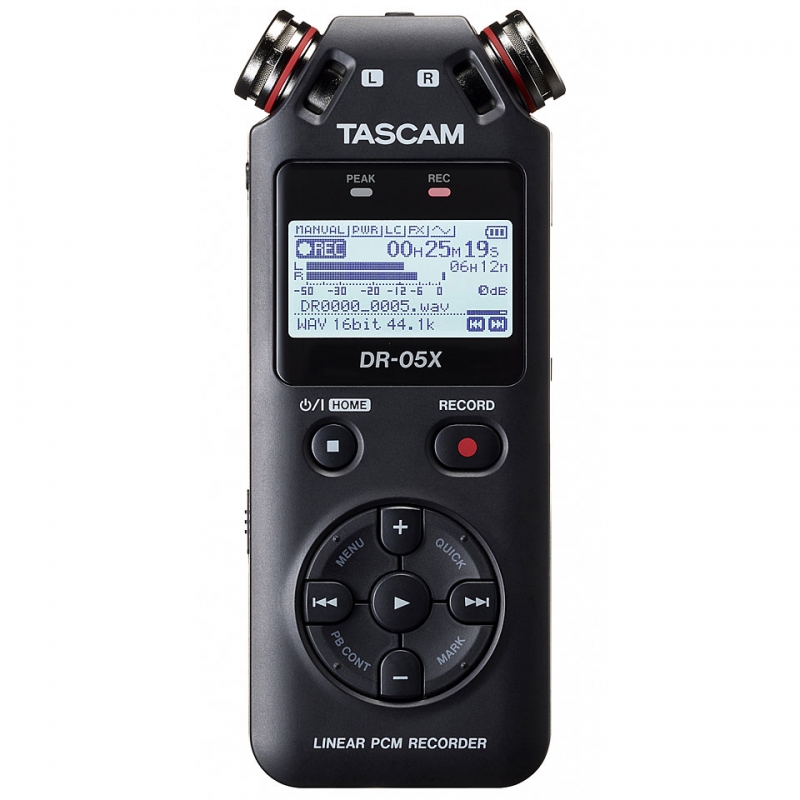 L R
TASCAM
PEAK REC
MANUAL PWR LC FX
REC 00H25M19s
L 06H12m
R
-50 -30 -20 -12 -6 0 0dB
DR0000_0005.wav
WAV 16bit 44.1k
DR-05X
⏻/I HOME RECORD
+
MENU QUICK
PB CONT MARK
−
LINEAR PCM RECORDER